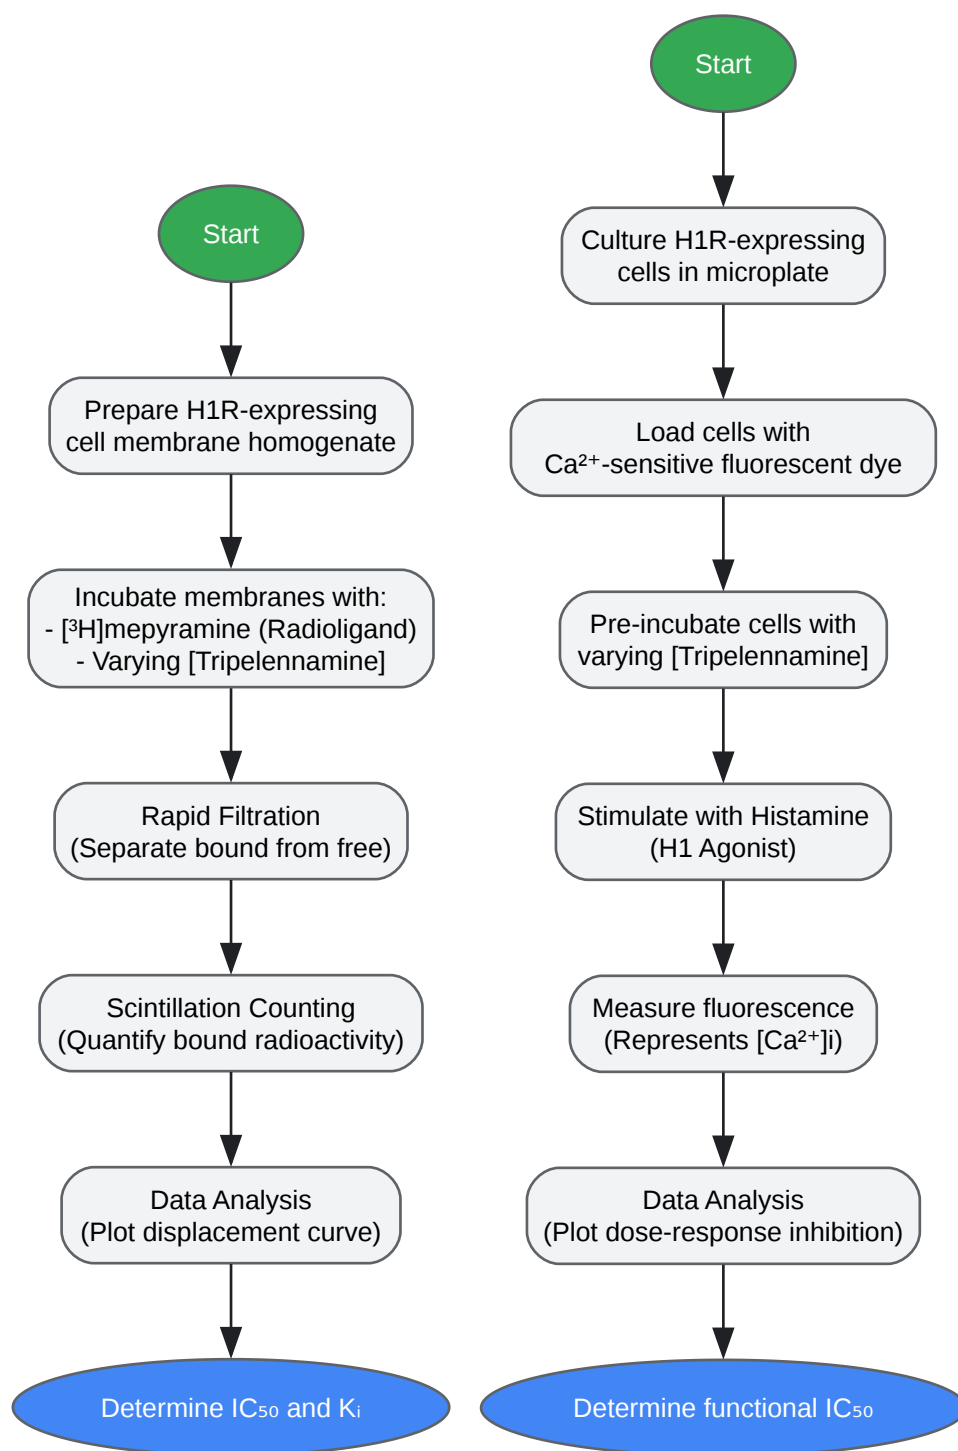 Start
Prepare H1R-expressing
cell membrane homogenate
Incubate membranes with:
- [³H]mepyramine (Radioligand)
- Varying [Tripelennamine]
Rapid Filtration
(Separate bound from free)
Scintillation Counting
(Quantify bound radioactivity)
Data Analysis
(Plot displacement curve)
Determine IC₅₀ and Kᵢ
Start
Culture H1R-expressing
cells in microplate
Load cells with
Ca²⁺-sensitive fluorescent dye
Pre-incubate cells with
varying [Tripelennamine]
Stimulate with Histamine
(H1 Agonist)
Measure fluorescence
(Represents [Ca²⁺]i)
Data Analysis
(Plot dose-response inhibition)
Determine functional IC₅₀